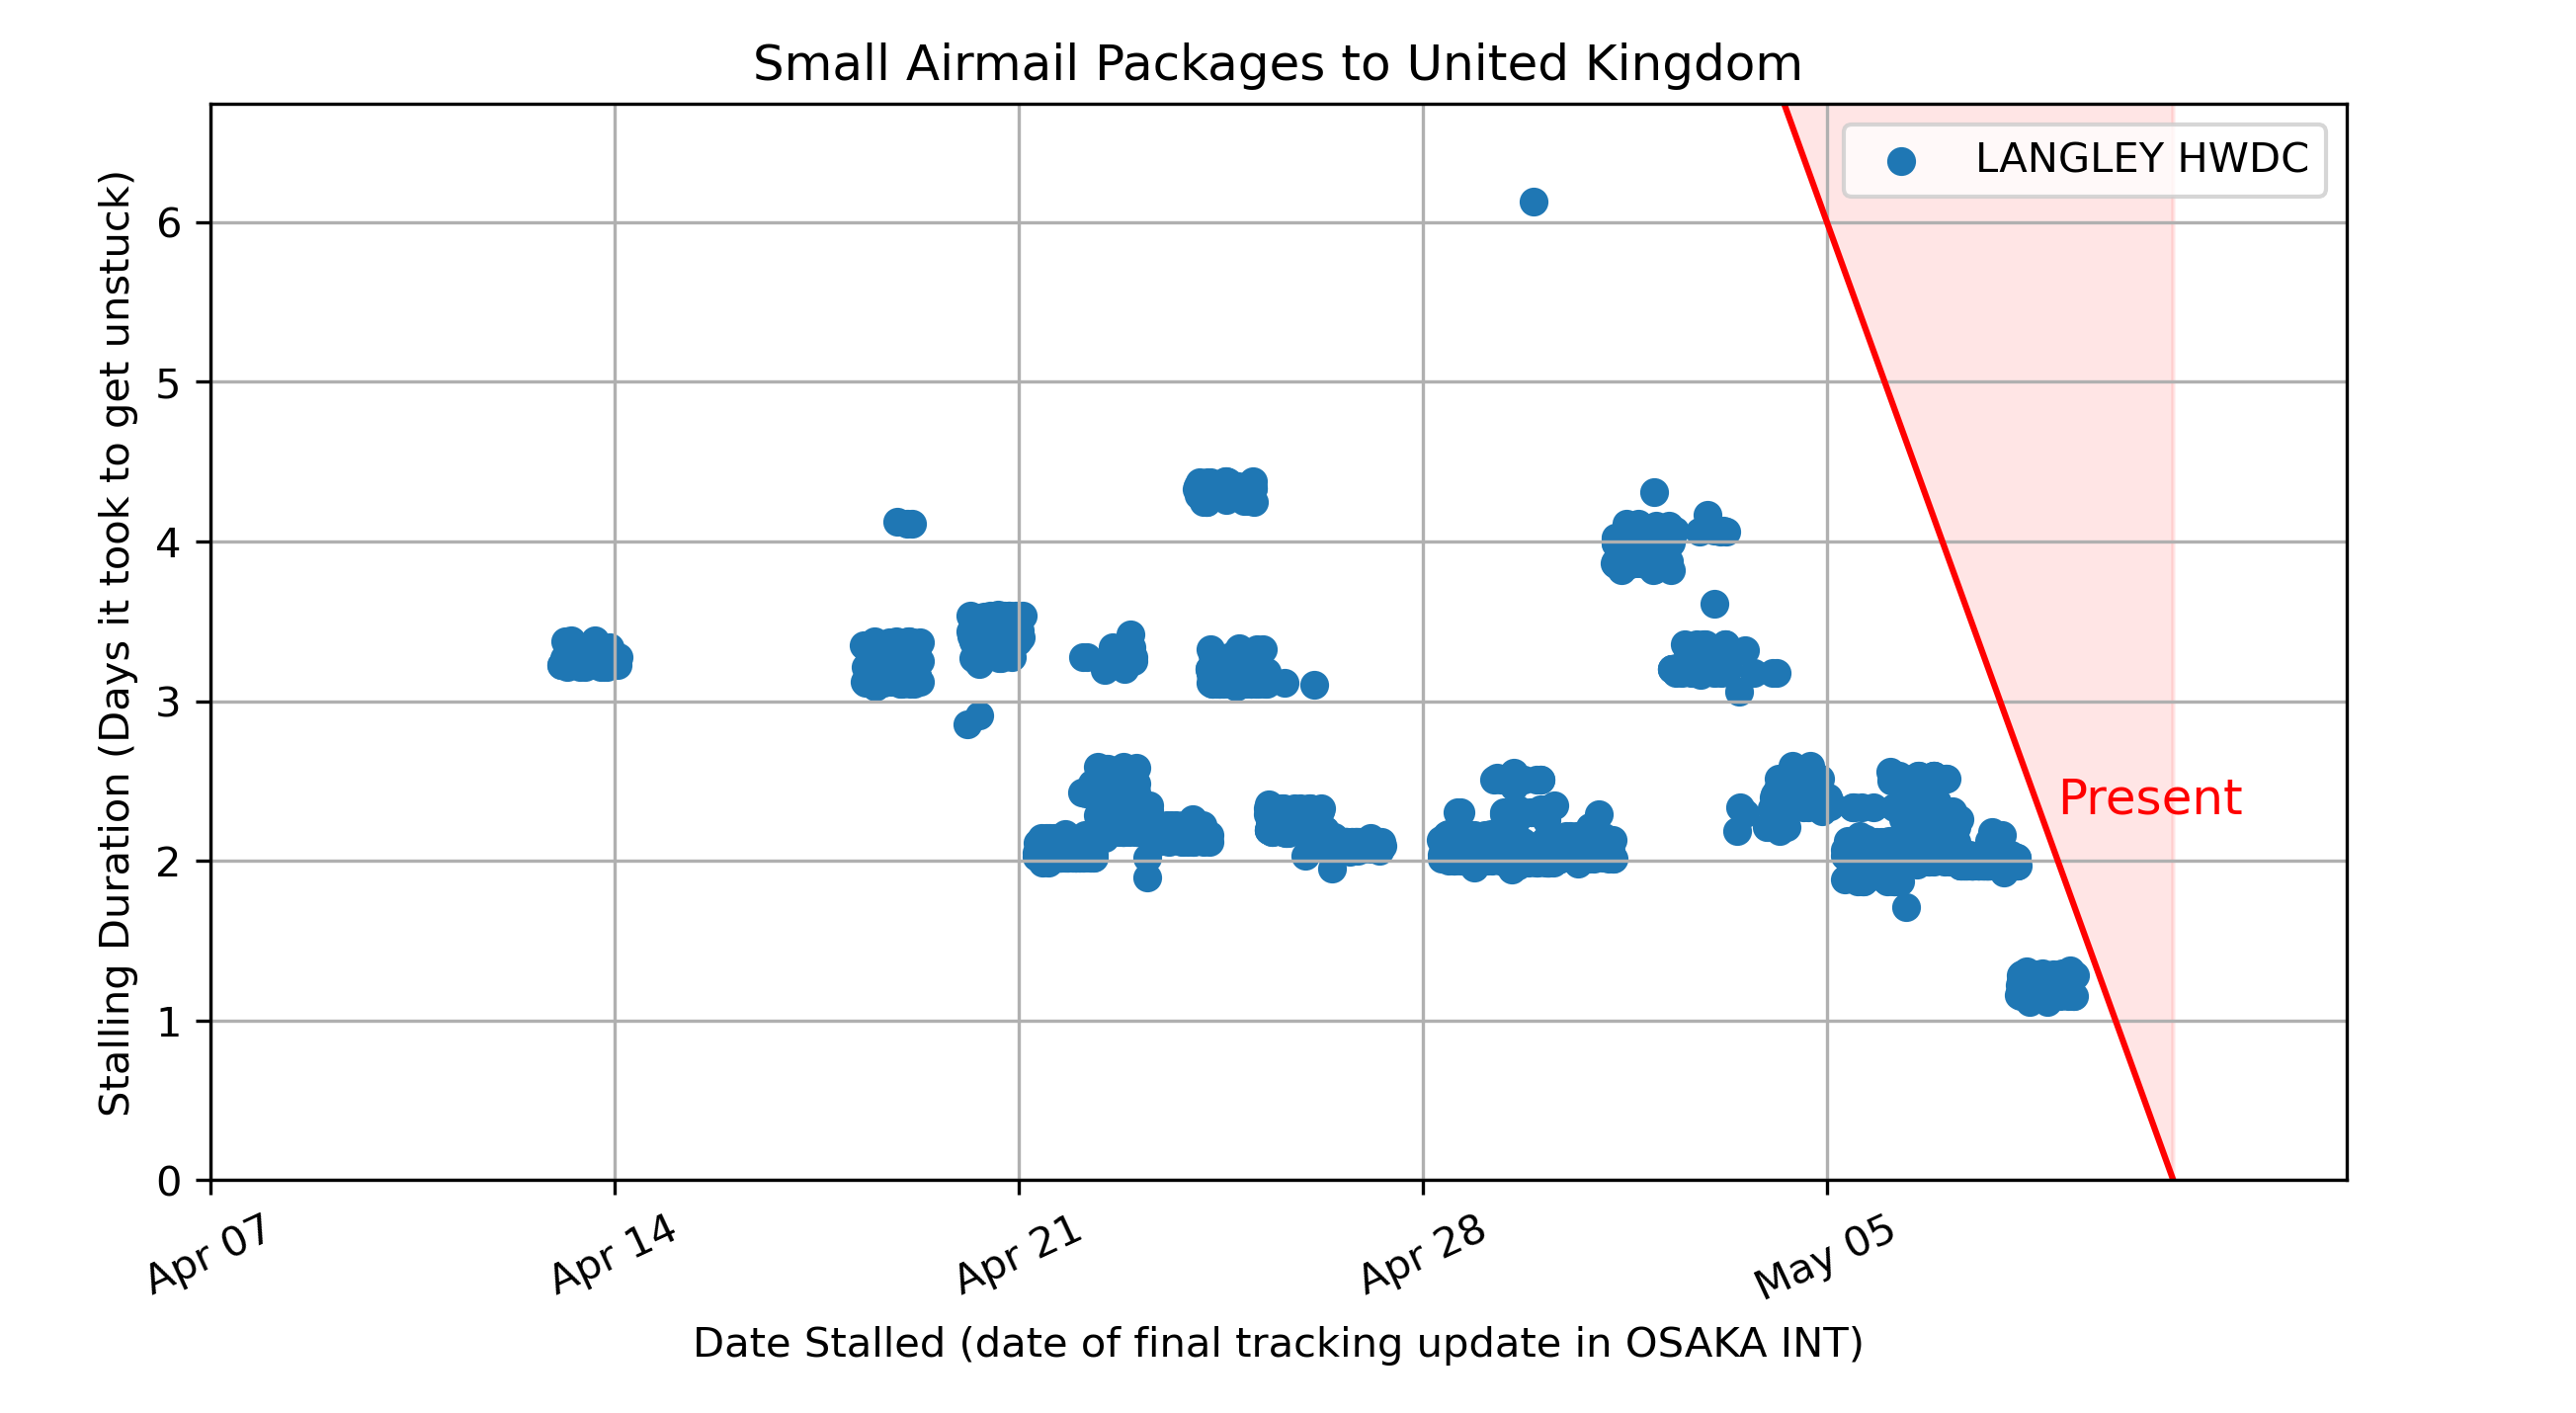 Small Airmail Packages to United Kingdom
LANGLEY HWDC
Stalling Duration (Days it took to get unstuck)
6
5
4
3
2
1
0
Present
Apr 07
Apr 14
Apr 21
Apr 28
May 05
Date Stalled (date of final tracking update in OSAKA INT)